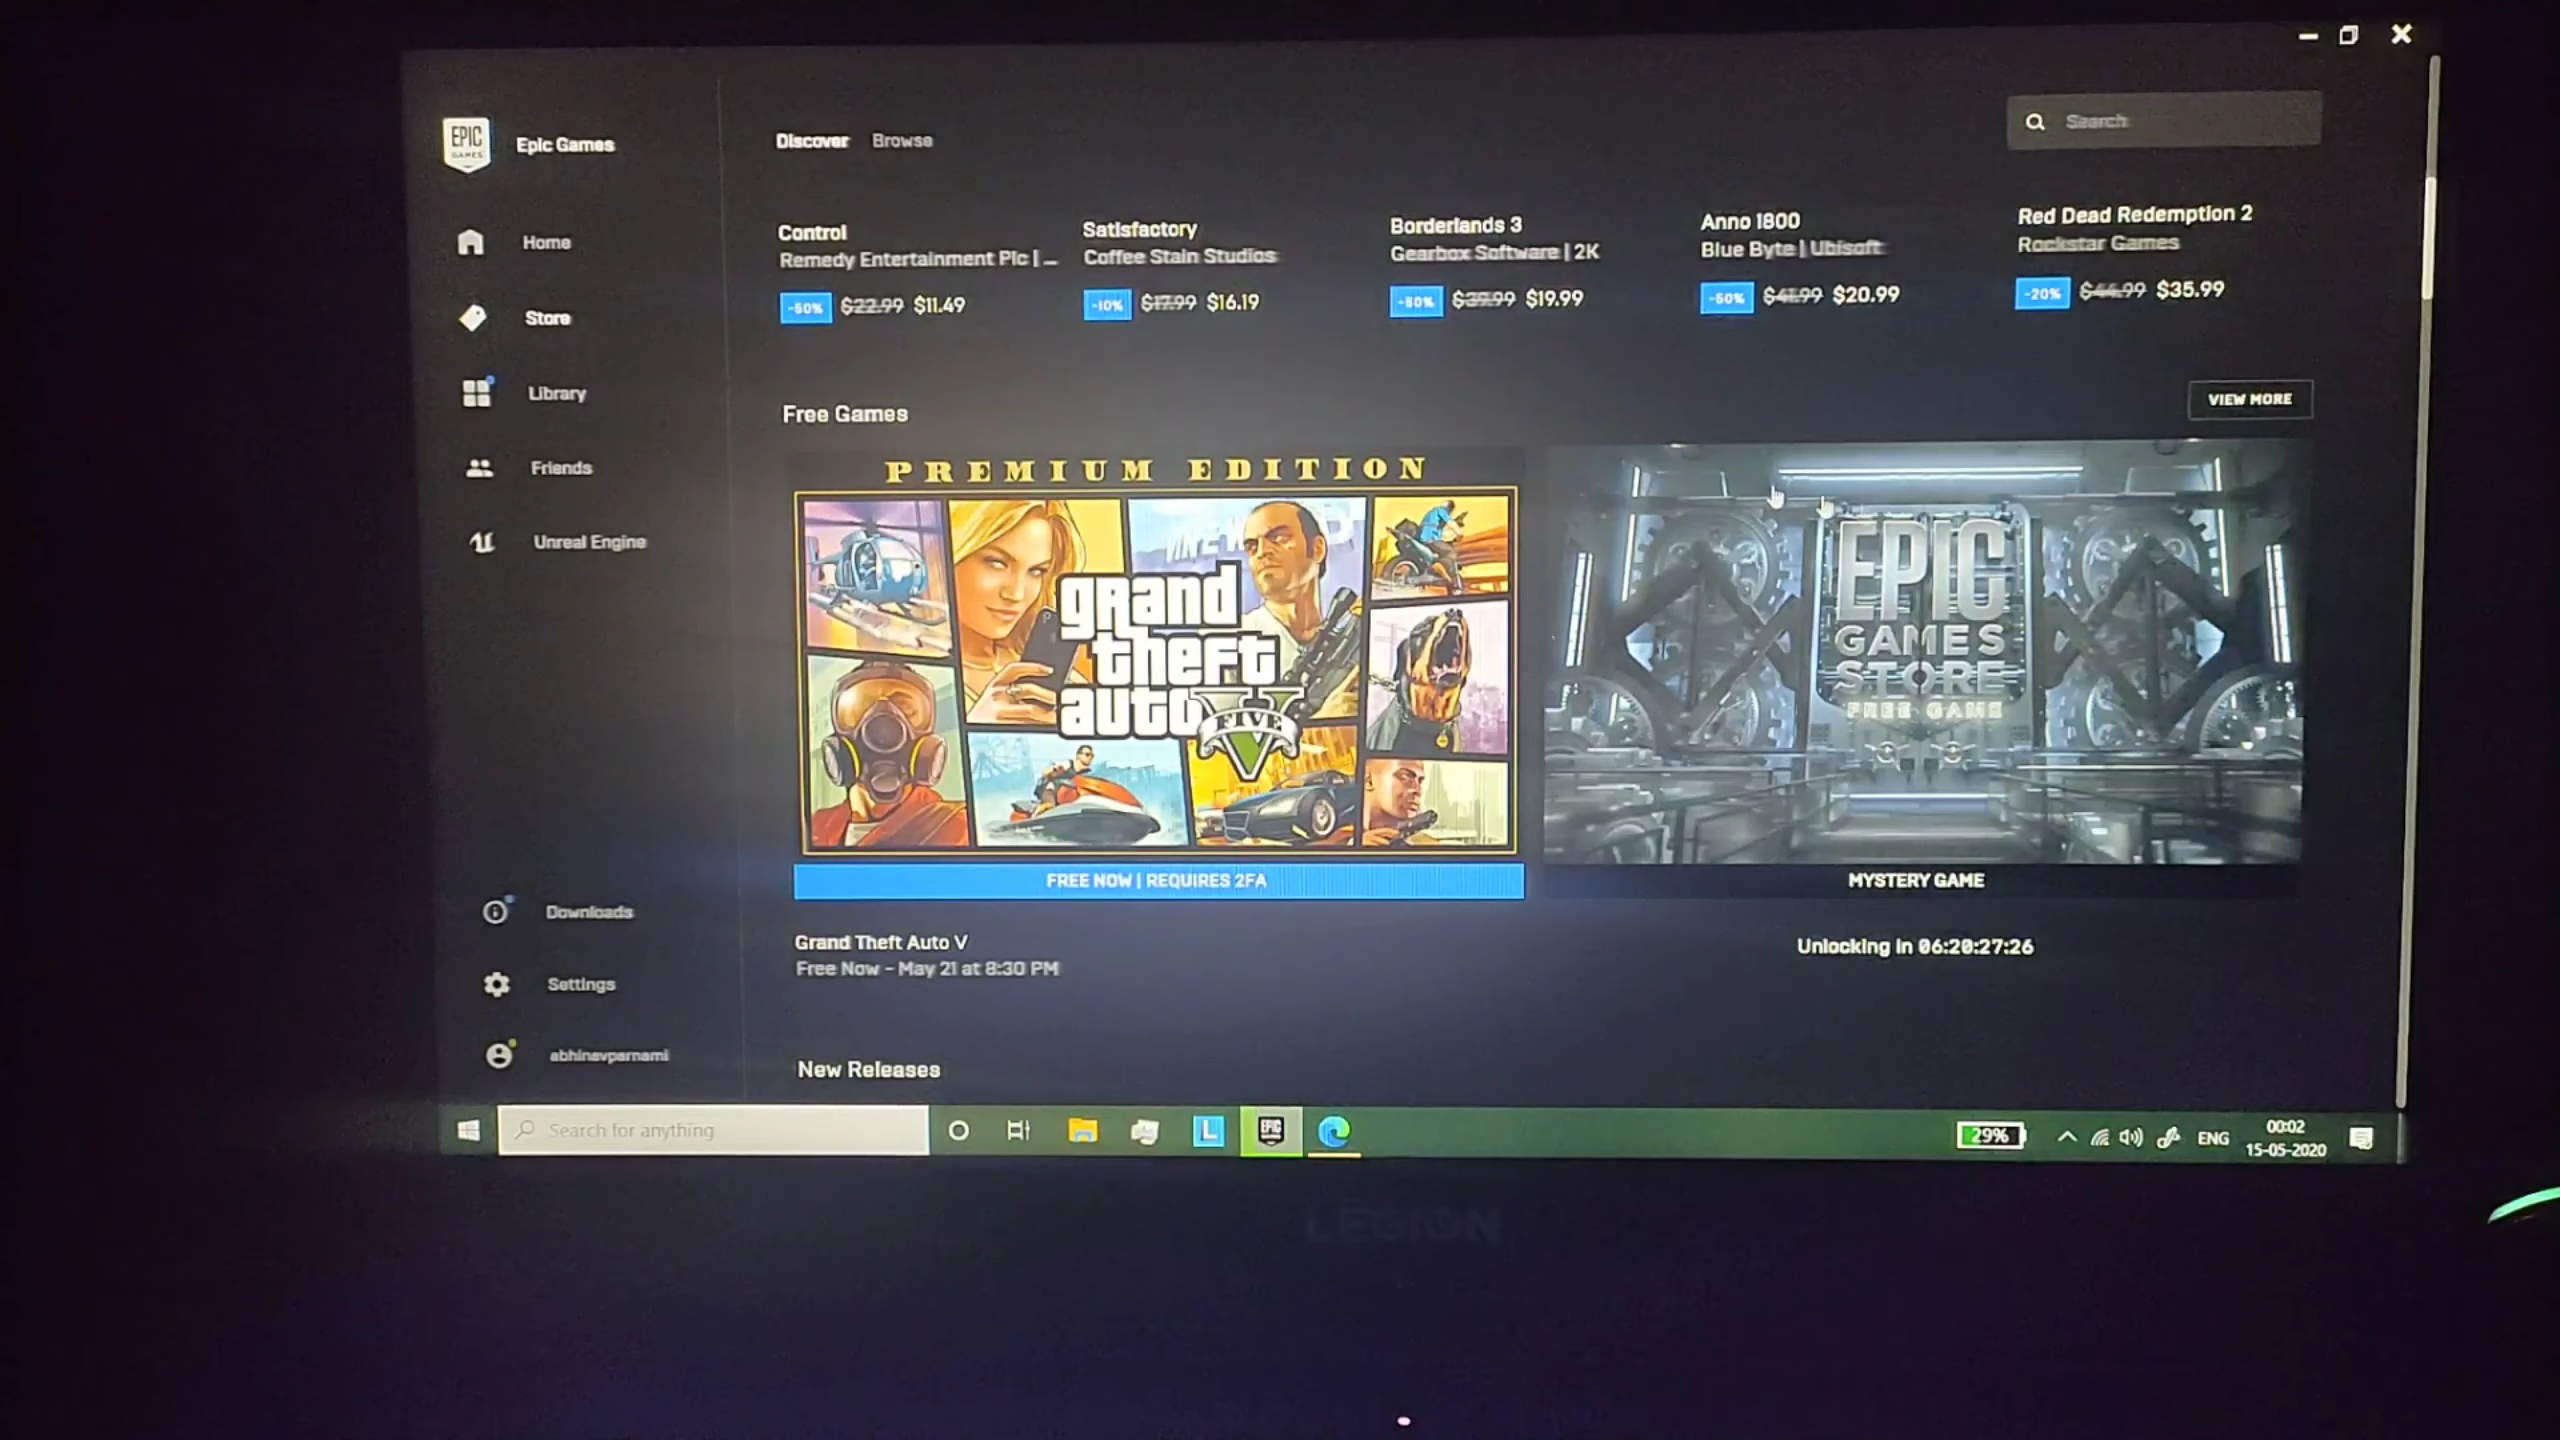 EPIC
GAMES
Epic Games
Home
Store
Library
Friends
Unreal Engine
Downloads
Settings
abhinavparnami
Discover Browse
Search
Control
Remedy Entertainment Plc | ...
-50% $22.99 $11.49
Satisfactory
Coffee Stain Studios
-10% $17.99 $16.19
Borderlands 3
Gearbox Software | 2K
-50% $39.99 $19.99
Anno 1800
Blue Byte | Ubisoft
-50% $41.99 $20.99
Red Dead Redemption 2
Rockstar Games
-20% $44.99 $35.99
Free Games
VIEW MORE
PREMIUM EDITION
grand
theft
auto V
FIVE
FREE NOW | REQUIRES 2FA
Grand Theft Auto V
Free Now - May 21 at 8:30 PM
EPIC
GAMES
STORE
FREE GAME
MYSTERY GAME
Unlocking in 06:20:27:26
New Releases
Search for anything
L
EPIC
GAMES
29%
ENG
00:02
15-05-2020
LEGION